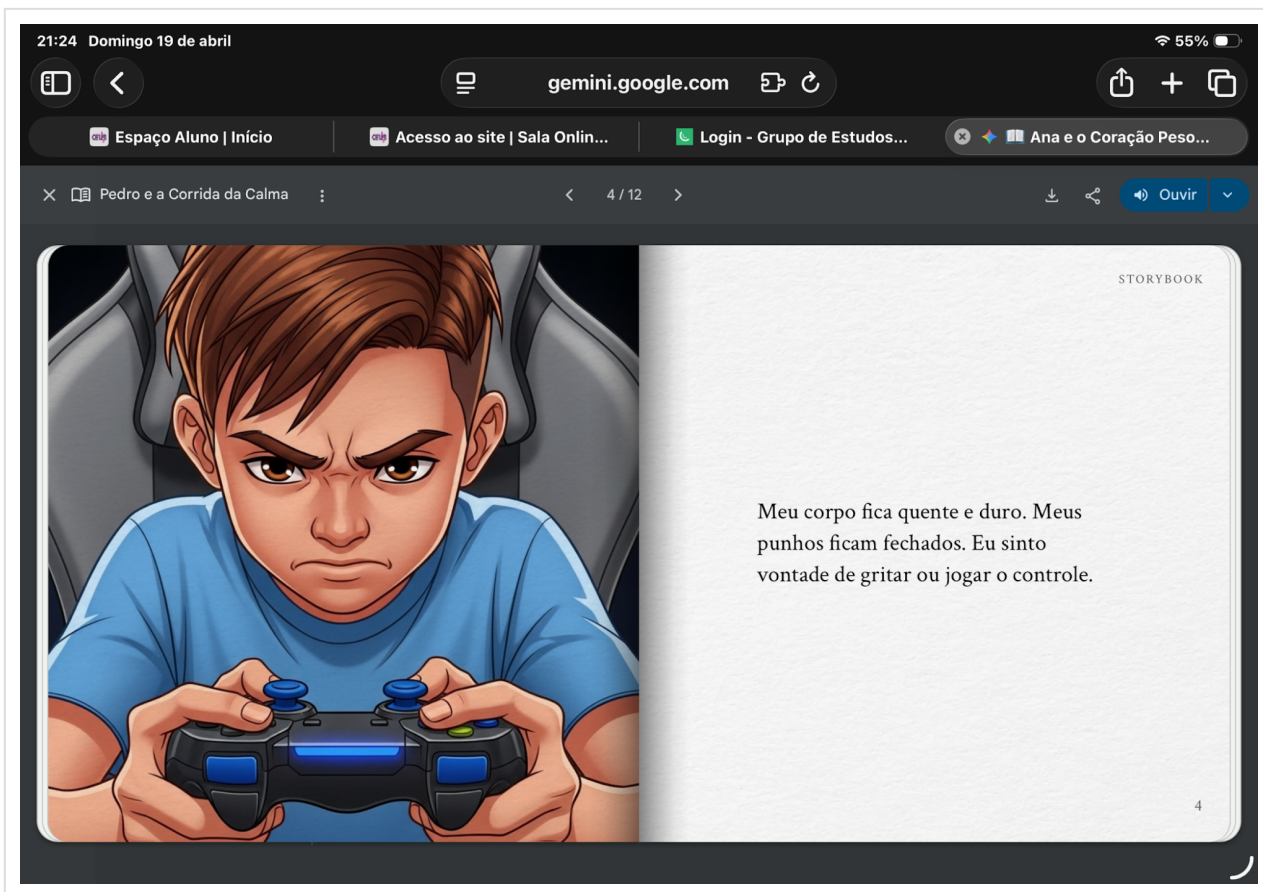 21:24 Domingo 19 de abril
55%
gemini.google.com
Espaço Aluno | Início
Acesso ao site | Sala Onlin...
Login - Grupo de Estudos...
Ana e o Coração Peso...
Pedro e a Corrida da Calma
4 / 12
Ouvir
STORYBOOK
Meu corpo fica quente e duro. Meus
punhos ficam fechados. Eu sinto
vontade de gritar ou jogar o controle.
4